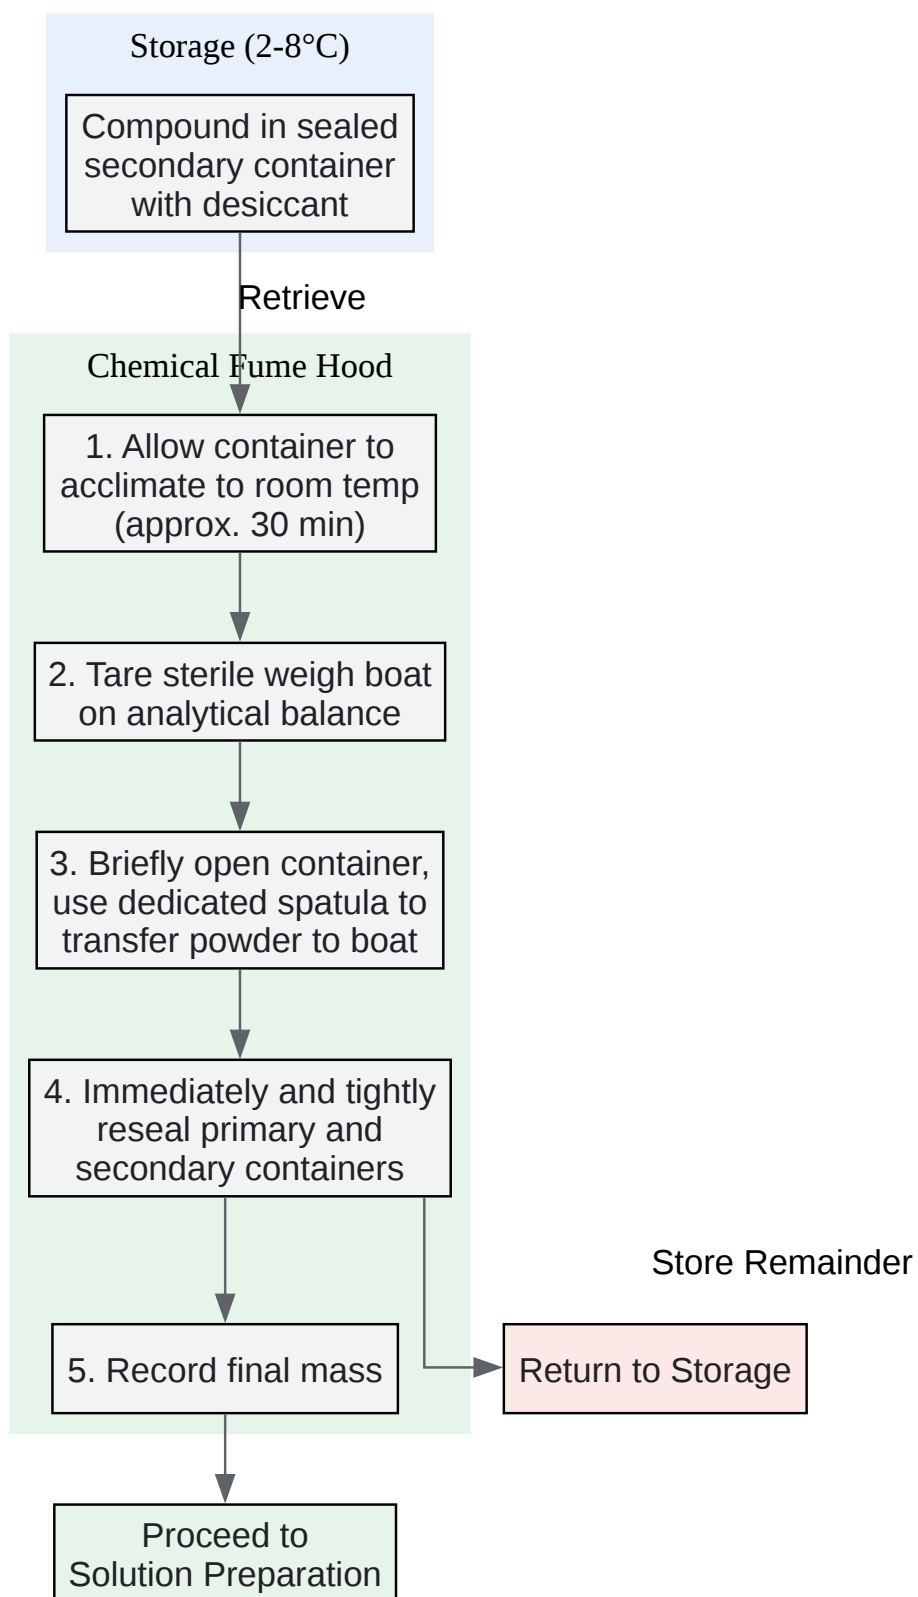 Storage (2-8°C)
Compound in sealed
secondary container
with desiccant
Retrieve
Chemical Fume Hood
1. Allow container to
acclimate to room temp
(approx. 30 min)
2. Tare sterile weigh boat
on analytical balance
3. Briefly open container,
use dedicated spatula to
transfer powder to boat
4. Immediately and tightly
reseal primary and
secondary containers
Store Remainder
5. Record final mass
Return to Storage
Proceed to
Solution Preparation